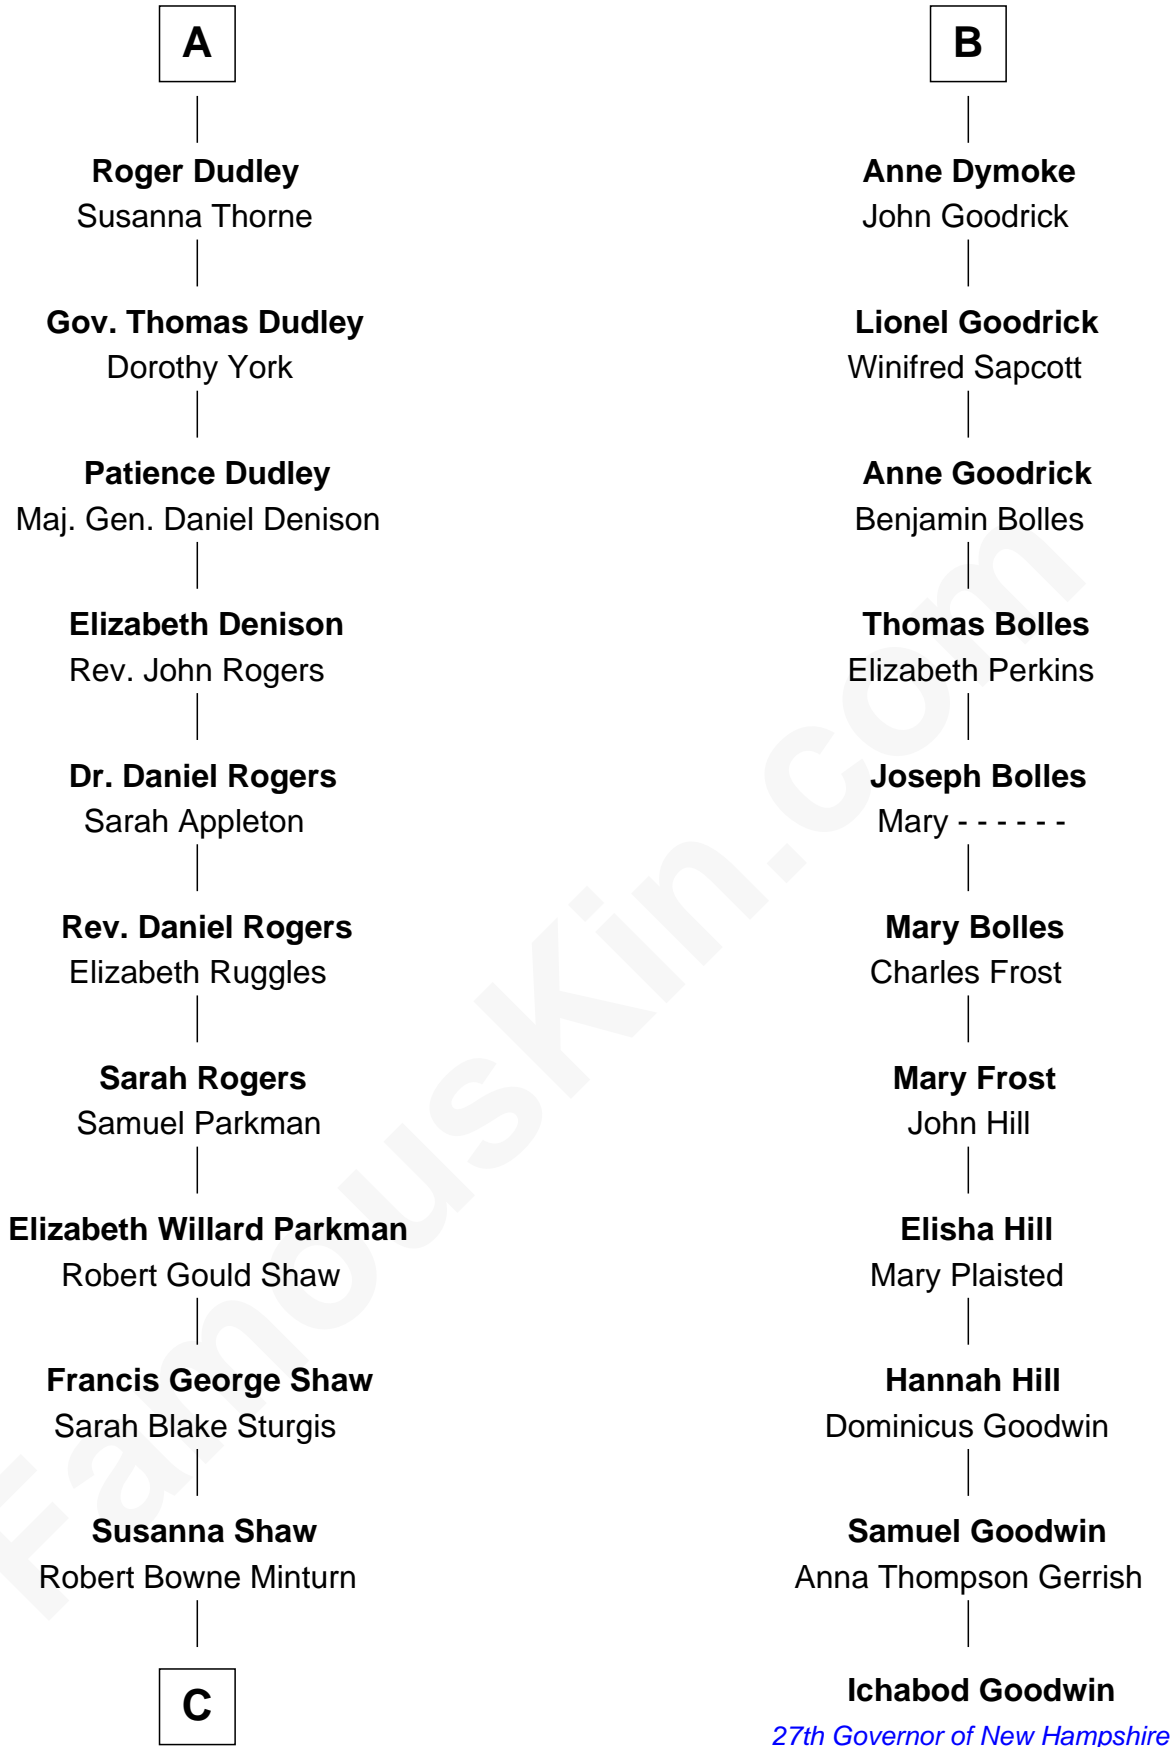 A
Roger Dudley
Susanna Thorne
Gov. Thomas Dudley
Dorothy York
Patience Dudley
Maj. Gen. Daniel Denison
Elizabeth Denison
Rev. John Rogers
Dr. Daniel Rogers
Sarah Appleton
Rev. Daniel Rogers
Elizabeth Ruggles
Sarah Rogers
Samuel Parkman
Elizabeth Willard Parkman
Robert Gould Shaw
Francis George Shaw
Sarah Blake Sturgis
Susanna Shaw
Robert Bowne Minturn
C
B
Anne Dymoke
John Goodrick
Lionel Goodrick
Winifred Sapcott
Anne Goodrick
Benjamin Bolles
Thomas Bolles
Elizabeth Perkins
Joseph Bolles
Mary - - - - - -
Mary Bolles
Charles Frost
Mary Frost
John Hill
Elisha Hill
Mary Plaisted
Hannah Hill
Dominicus Goodwin
Samuel Goodwin
Anna Thompson Gerrish
Ichabod Goodwin
27th Governor of New Hampshire
FamousKin.com